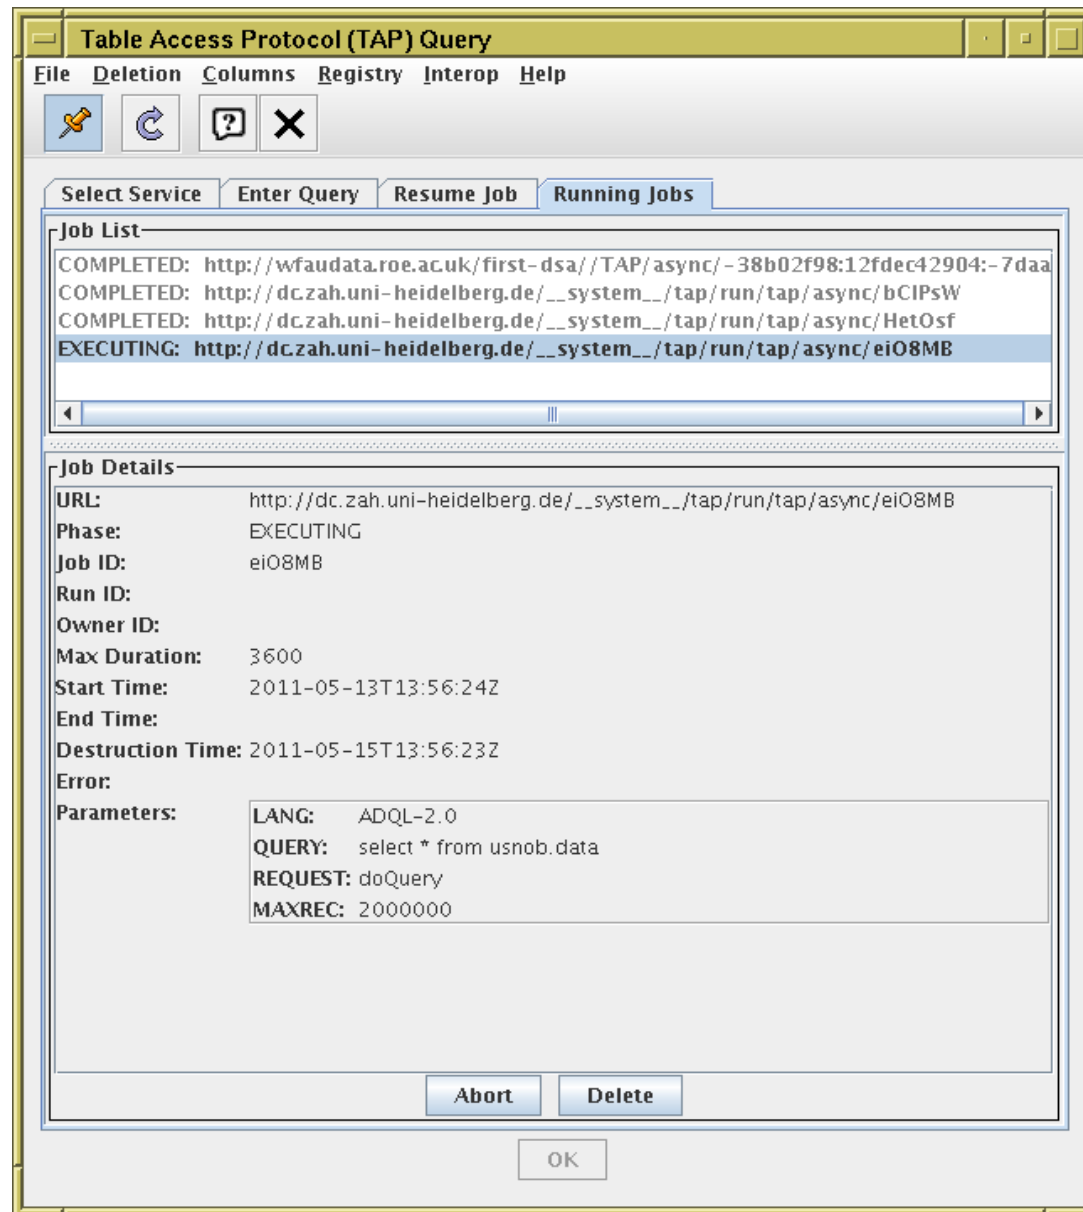 Table Access Protocol (TAP) Query
File Deletion Columns Registry Interop Help
Select Service Enter Query Resume Job Running Jobs
Job List
COMPLETED: http://wfaudata.roe.ac.uk/first-dsa//TAP/async/-38b02f98:12fdec42904:-7daa
COMPLETED: http://dc.zah.uni-heidelberg.de/__system__/tap/run/tap/async/bCIPsW
COMPLETED: http://dc.zah.uni-heidelberg.de/__system__/tap/run/tap/async/HetOsf
EXECUTING: http://dc.zah.uni-heidelberg.de/__system__/tap/run/tap/async/eiO8MB
Job Details
URL: http://dc.zah.uni-heidelberg.de/__system__/tap/run/tap/async/eiO8MB
Phase: EXECUTING
Job ID: eiO8MB
Run ID:
Owner ID:
Max Duration: 3600
Start Time: 2011-05-13T13:56:24Z
End Time:
Destruction Time: 2011-05-15T13:56:23Z
Error:
Parameters:
LANG: ADQL-2.0
QUERY: select * from usnob.data
REQUEST: doQuery
MAXREC: 2000000
Abort Delete
OK